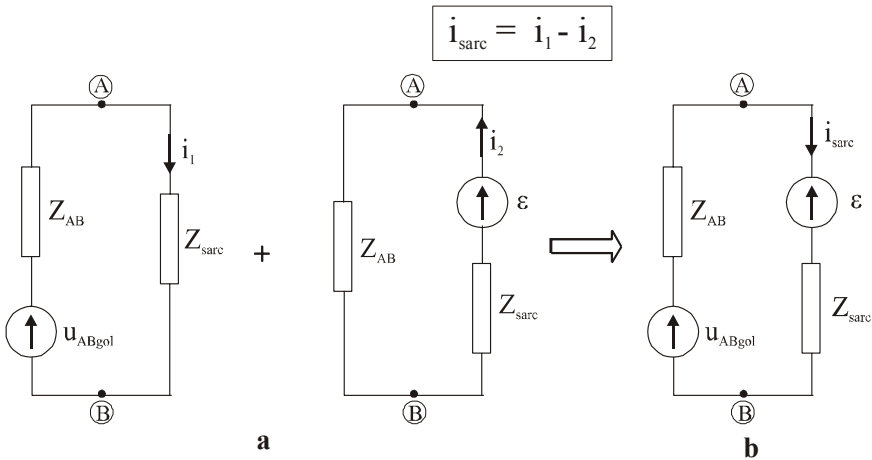 i_sarc = i_1 - i_2
A
i_1
Z_AB
Z_sarc
u_ABgol
B
+
A
i_2
ε
Z_AB
Z_sarc
B
A
i_sarc
Z_AB
ε
Z_sarc
u_ABgol
B
a
b